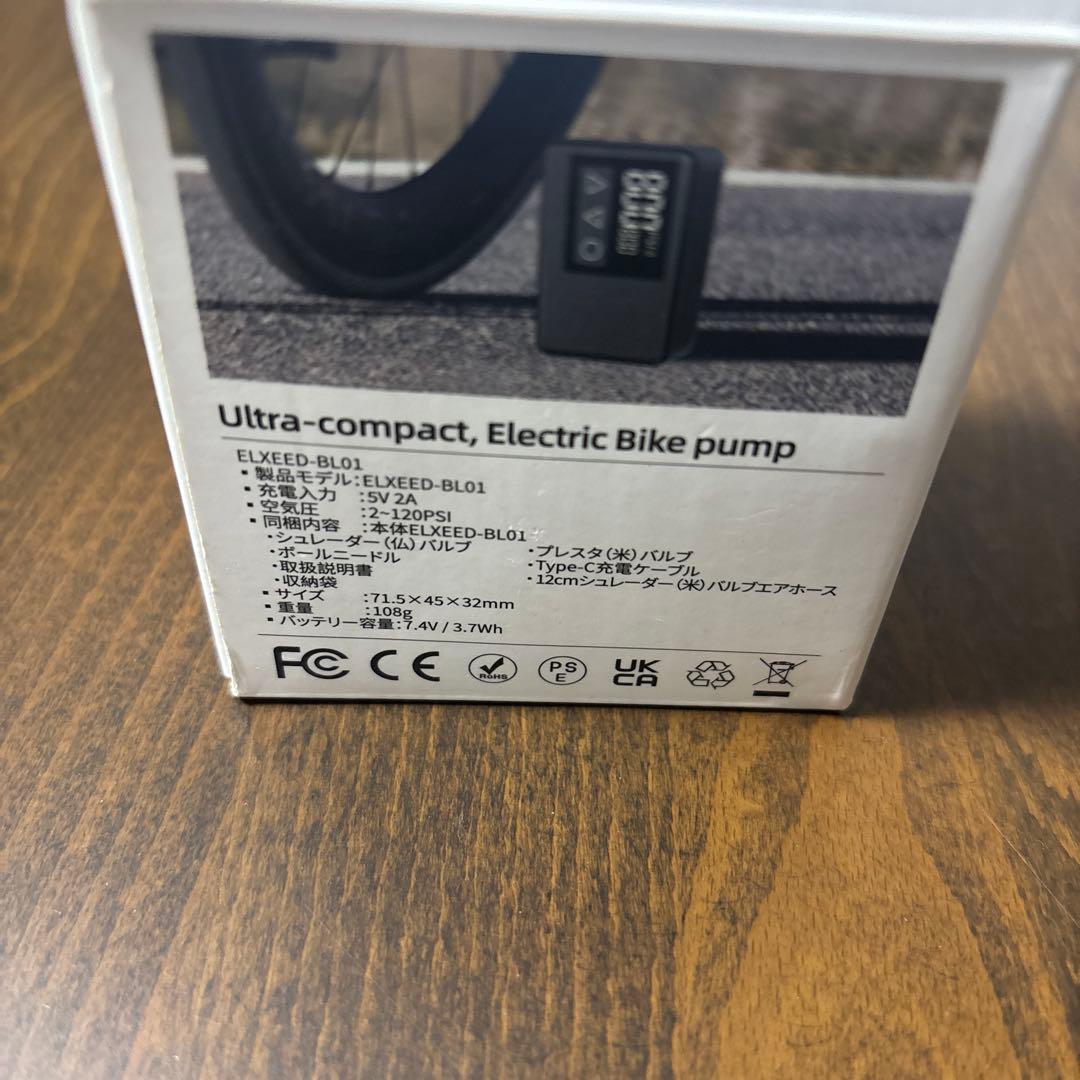 Ultra-compact, Electric Bike pump
ELXEED-BL01
▪ 製品モデル:ELXEED-BL01
▪ 充電入力 :5V 2A
▪ 空気圧 :2~120PSI
▪ 同梱内容 :本体ELXEED-BL01
・シュレーダー(仏)バルブ ・プレスタ(米)バルブ
・ボールニードル ・Type-C充電ケーブル
・取扱説明書 ・12cmシュレーダー(米)バルブエアホース
・収納袋
▪ サイズ :71.5×45×32mm
▪ 重量 :108g
▪ バッテリー容量:7.4V / 3.7Wh
FC CE RoHS PSE UKCA